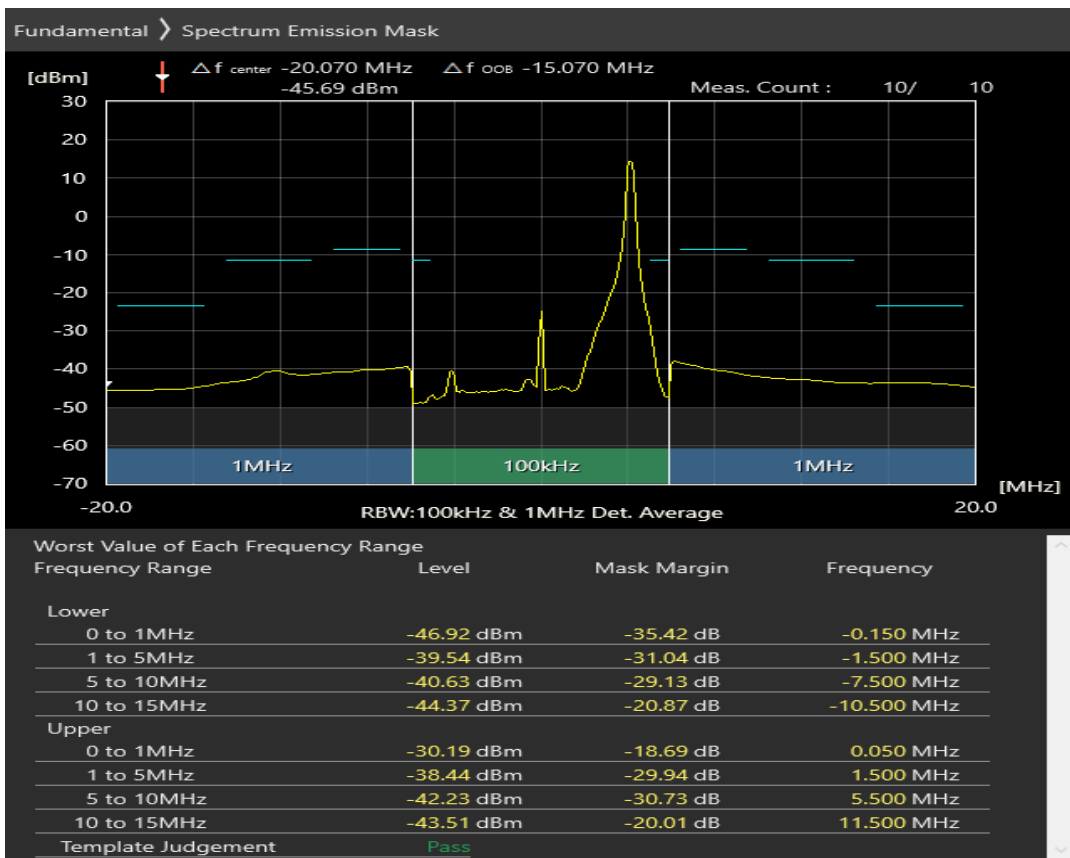 Fundamental ❯ Spectrum Emission Mask
[dBm]
△f center -20.070 MHz △f OOB -15.070 MHz
-45.69 dBm Meas. Count : 10/ 10
30
20
10
0
-10
-20
-30
-40
-50
-60
-70
1MHz 100kHz 1MHz
[MHz]
-20.0 RBW:100kHz & 1MHz Det. Average 20.0
Worst Value of Each Frequency Range
Frequency Range Level Mask Margin Frequency
Lower
0 to 1MHz -46.92 dBm -35.42 dB -0.150 MHz
1 to 5MHz -39.54 dBm -31.04 dB -1.500 MHz
5 to 10MHz -40.63 dBm -29.13 dB -7.500 MHz
10 to 15MHz -44.37 dBm -20.87 dB -10.500 MHz
Upper
0 to 1MHz -30.19 dBm -18.69 dB 0.050 MHz
1 to 5MHz -38.44 dBm -29.94 dB 1.500 MHz
5 to 10MHz -42.23 dBm -30.73 dB 5.500 MHz
10 to 15MHz -43.51 dBm -20.01 dB 11.500 MHz
Template Judgement Pass